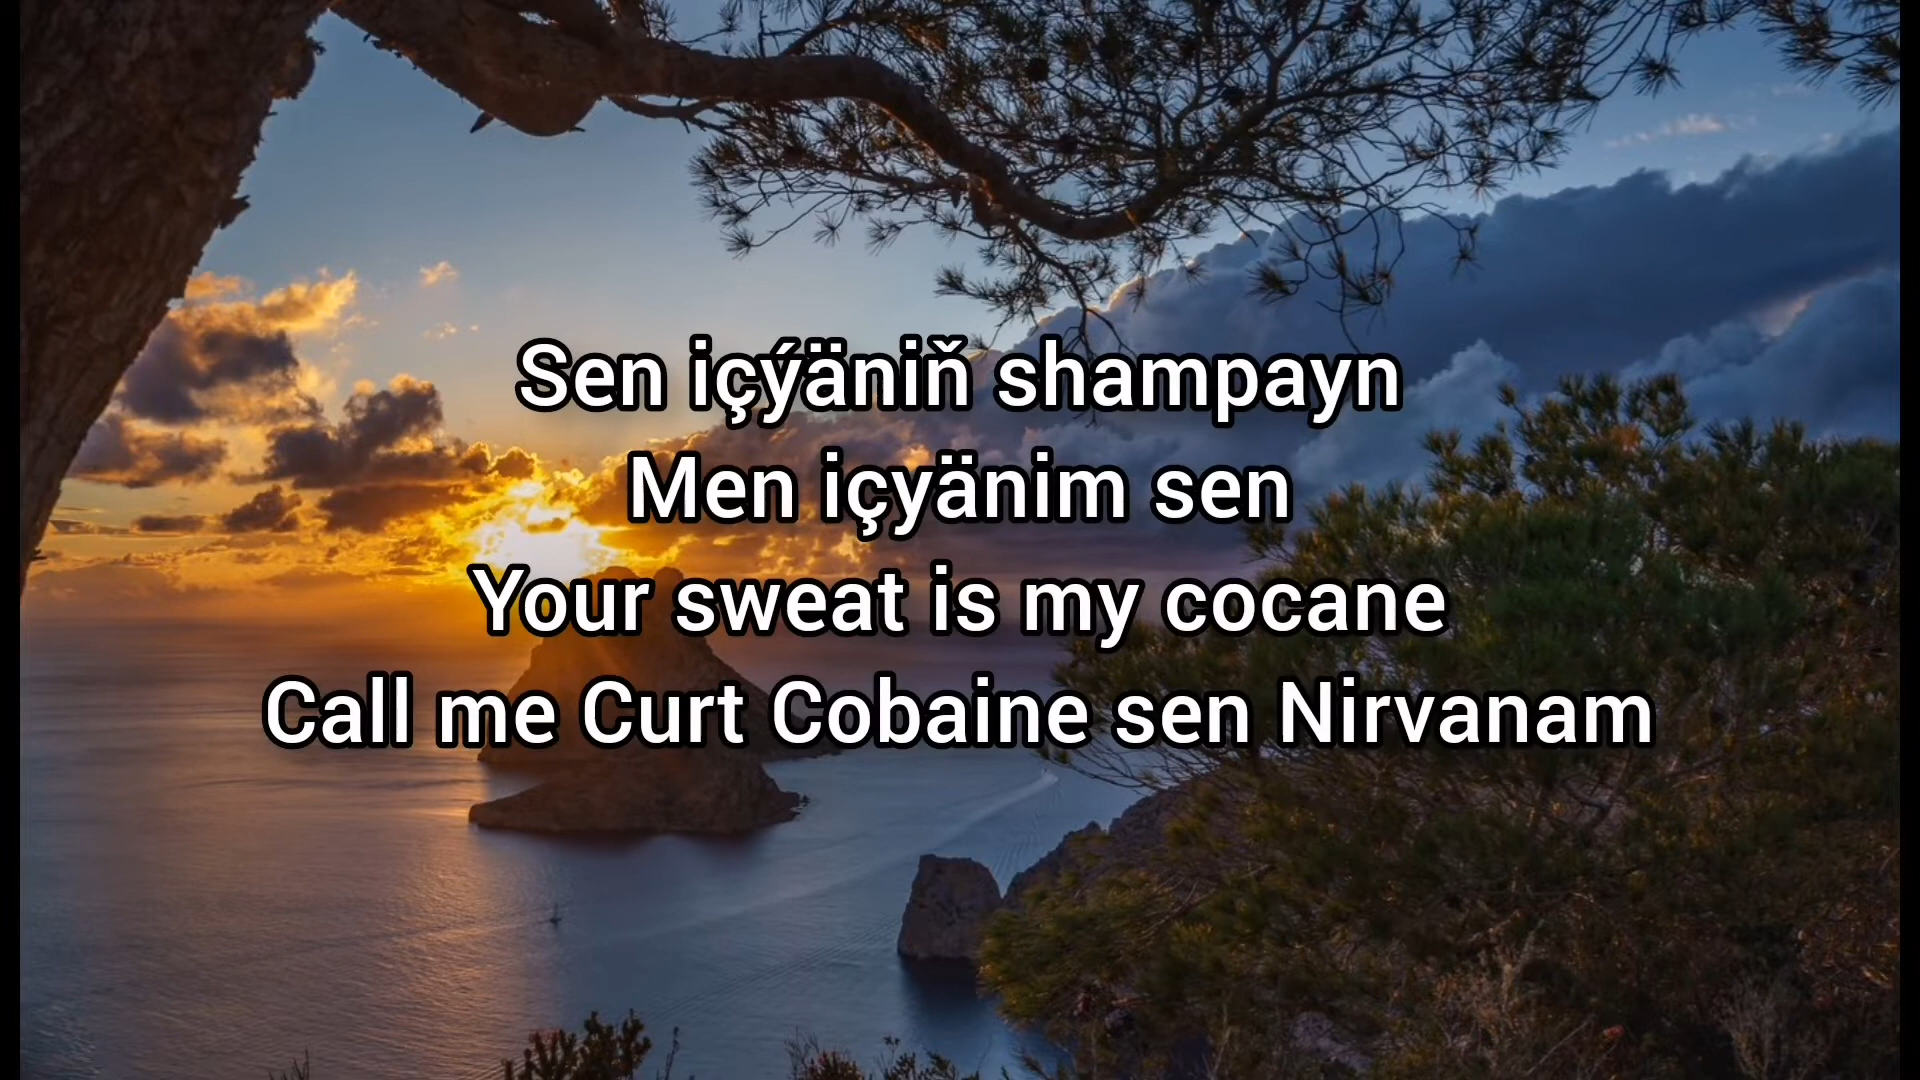 Sen içýäniň shampayn
Men içyänim sen
Your sweat is my cocane
Call me Curt Cobaine sen Nirvanam